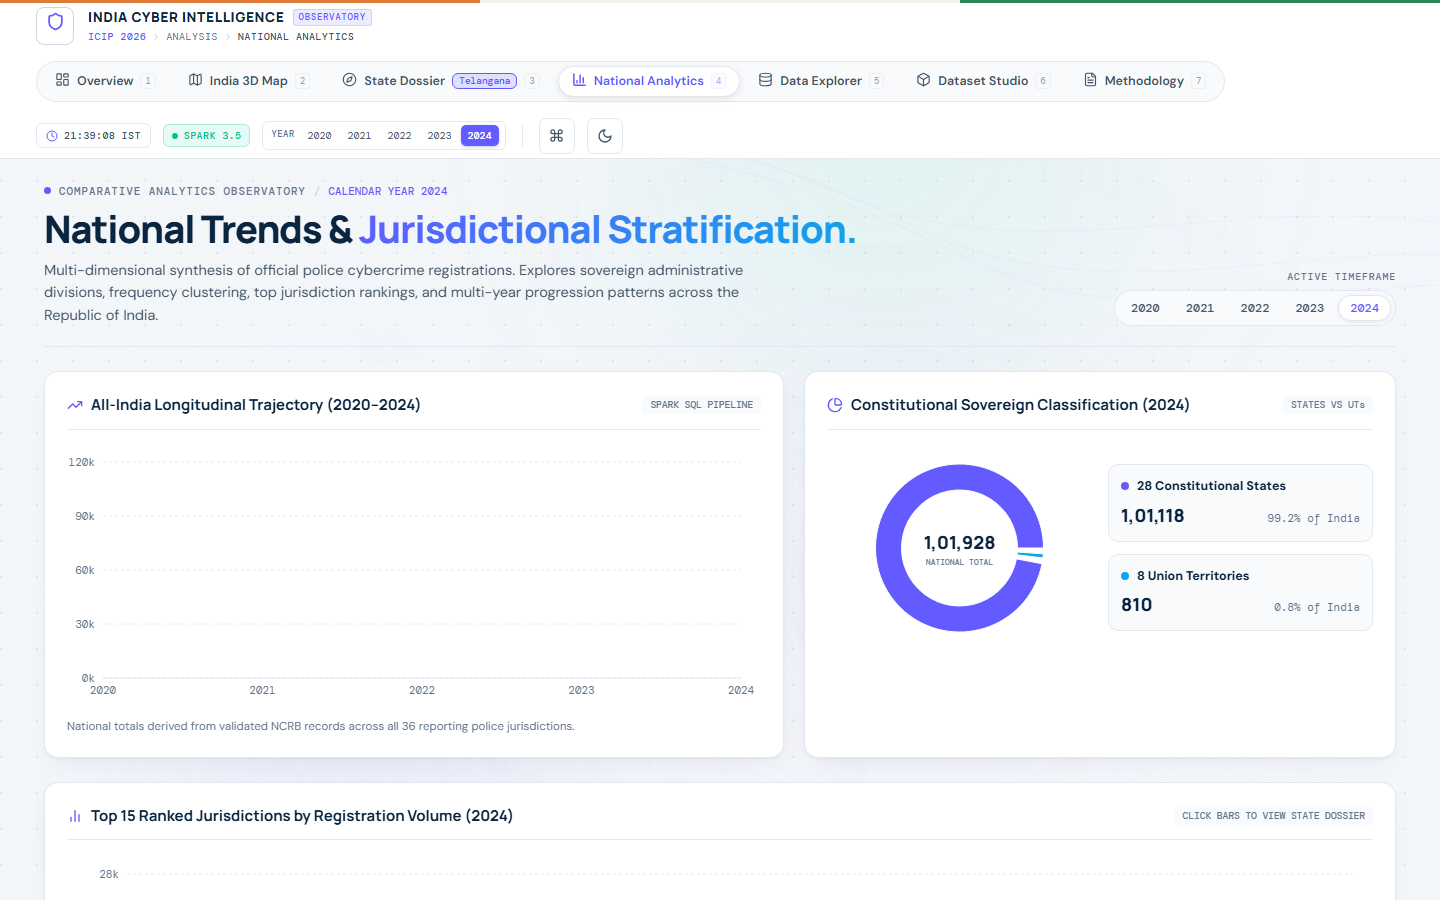 INDIA CYBER INTELLIGENCE OBSERVATORY
ICIP 2026 › ANALYSIS › NATIONAL ANALYTICS
Overview 1 India 3D Map 2 State Dossier Telangana 3 National Analytics 4 Data Explorer 5 Dataset Studio 6 Methodology 7
21:39:08 IST SPARK 3.5 YEAR 2020 2021 2022 2023 2024 ⌘
COMPARATIVE ANALYTICS OBSERVATORY / CALENDAR YEAR 2024
National Trends & Jurisdictional Stratification.
Multi-dimensional synthesis of official police cybercrime registrations. Explores sovereign administrative
divisions, frequency clustering, top jurisdiction rankings, and multi-year progression patterns across the
Republic of India.
ACTIVE TIMEFRAME
2020 2021 2022 2023 2024
All-India Longitudinal Trajectory (2020–2024)
SPARK SQL PIPELINE
120k
90k
60k
30k
0k
2020 2021 2022 2023 2024
National totals derived from validated NCRB records across all 36 reporting police jurisdictions.
Constitutional Sovereign Classification (2024)
STATES VS UTs
1,01,928
NATIONAL TOTAL
28 Constitutional States
1,01,118 99.2% of India
8 Union Territories
810 0.8% of India
Top 15 Ranked Jurisdictions by Registration Volume (2024)
CLICK BARS TO VIEW STATE DOSSIER
28k